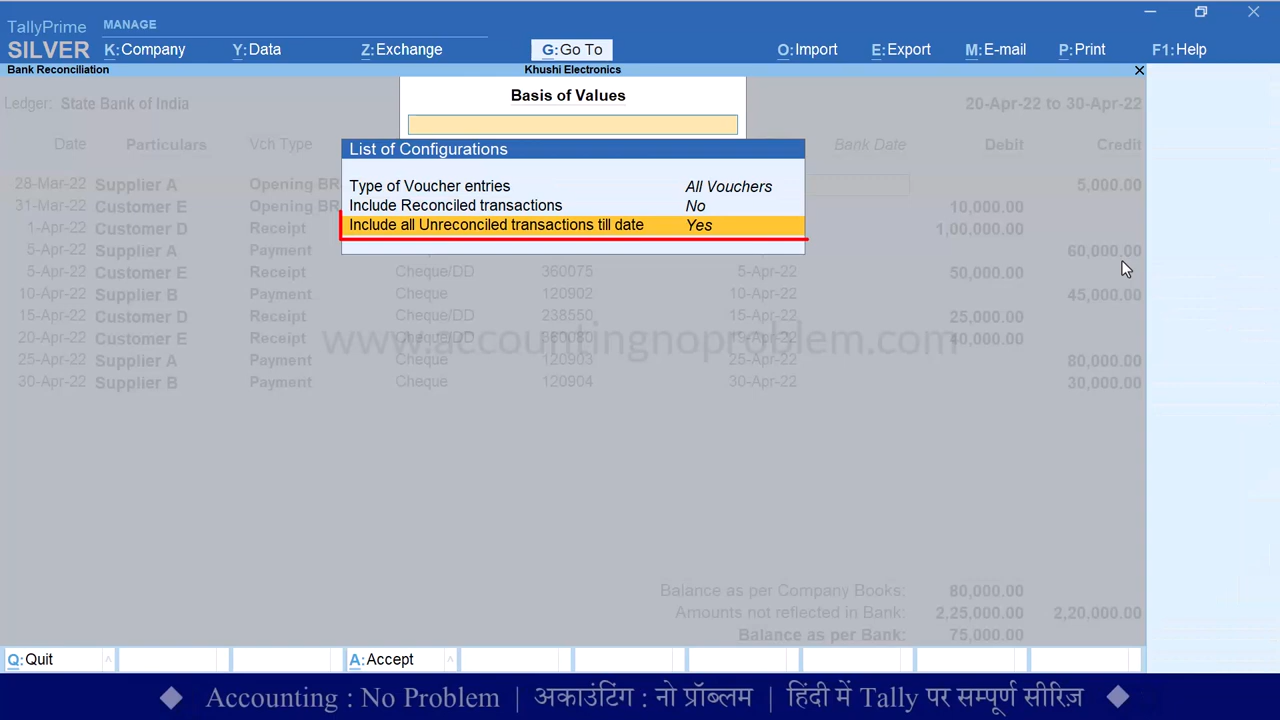 TallyPrime MANAGE
SILVER K:Company Y:Data Z:Exchange G:Go To O:Import E:Export M:E-mail P:Print F1:Help
Bank Reconciliation Khushi Electronics
Basis of Values
Ledger: State Bank of India 20-Apr-22 to 30-Apr-22
Date Particulars Vch Type Bank Date Debit Credit
List of Configurations
28-Mar-22 Supplier A Opening BR Type of Voucher entries All Vouchers 5,000.00
31-Mar-22 Customer E Opening BR Include Reconciled transactions No 10,000.00
1-Apr-22 Customer D Receipt Include all Unreconciled transactions till date Yes 1,00,000.00
5-Apr-22 Supplier A Payment 60,000.00
5-Apr-22 Customer E Receipt Cheque/DD 360075 5-Apr-22 50,000.00
10-Apr-22 Supplier B Payment Cheque 120902 10-Apr-22 45,000.00
15-Apr-22 Customer D Receipt Cheque/DD 238550 15-Apr-22 25,000.00
20-Apr-22 Customer E Receipt Cheque/DD 360080 19-Apr-22 40,000.00
www.accountingnoproblem.com
25-Apr-22 Supplier A Payment Cheque 120903 25-Apr-22 80,000.00
30-Apr-22 Supplier B Payment Cheque 120904 30-Apr-22 30,000.00
Balance as per Company Books: 80,000.00
Amounts not reflected in Bank: 2,25,000.00 2,20,000.00
Balance as per Bank: 75,000.00
Q:Quit A:Accept
Accounting : No Problem | अकाउंटिंग : नो प्रॉब्लम | हिंदी में Tally पर सम्पूर्ण सीरिज़